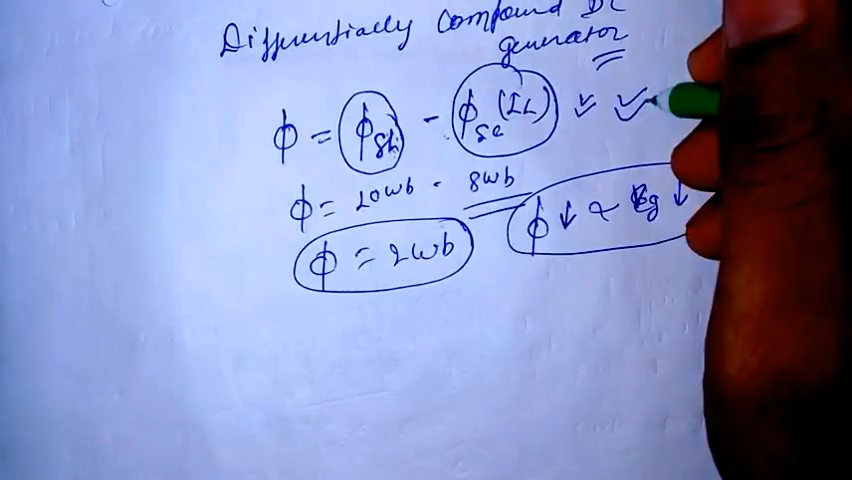 Differentially Compound DC
generator
ϕ = ϕsh - ϕse (IL)
ϕ = 10wb - 8wb
ϕ ↓ ∝ Eg ↓
ϕ = 2wb